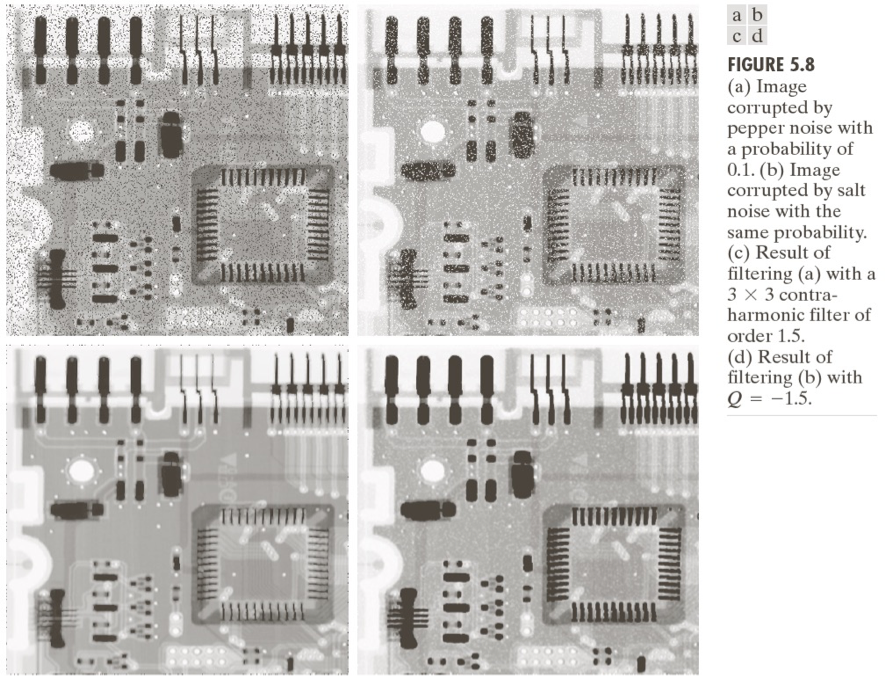 a b
c d
FIGURE 5.8
(a) Image
corrupted by
pepper noise with
a probability of
0.1. (b) Image
corrupted by salt
noise with the
same probability.
(c) Result of
filtering (a) with a
3 × 3 contra-
harmonic filter of
order 1.5.
(d) Result of
filtering (b) with
Q = −1.5.